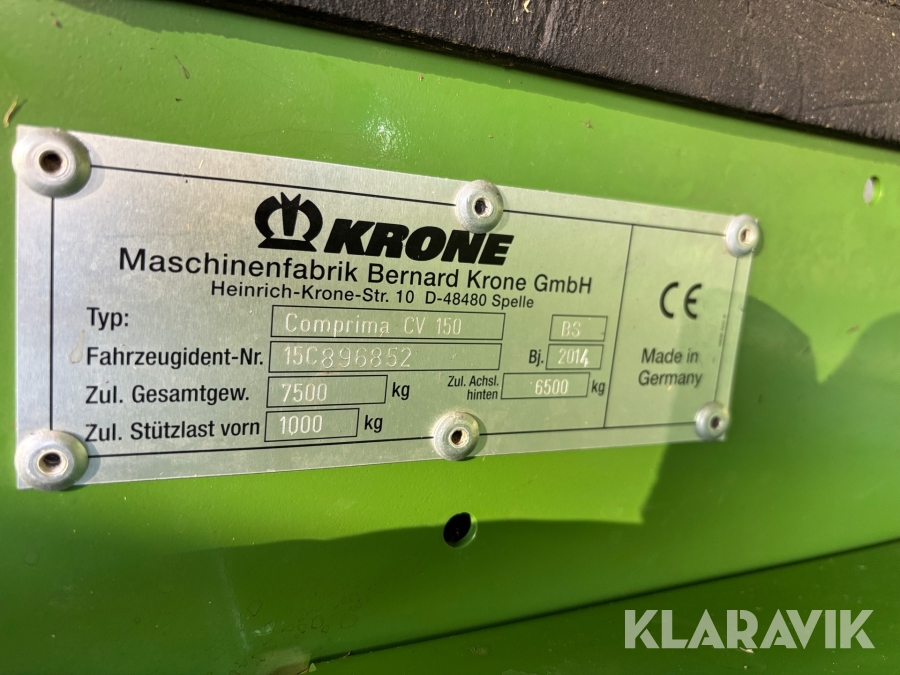 KRONE
Maschinenfabrik Bernard Krone GmbH
Heinrich-Krone-Str. 10 D-48480 Spelle
Typ: Comprima CV 150 BS
Fahrzeugident-Nr. 15C896852 Bj. 2014
Zul. Gesamtgew. 7500 kg Zul. Achsl. hinten 6500 kg
Zul. Stützlast vorn 1000 kg
CE
Made in
Germany
KLARAVIK